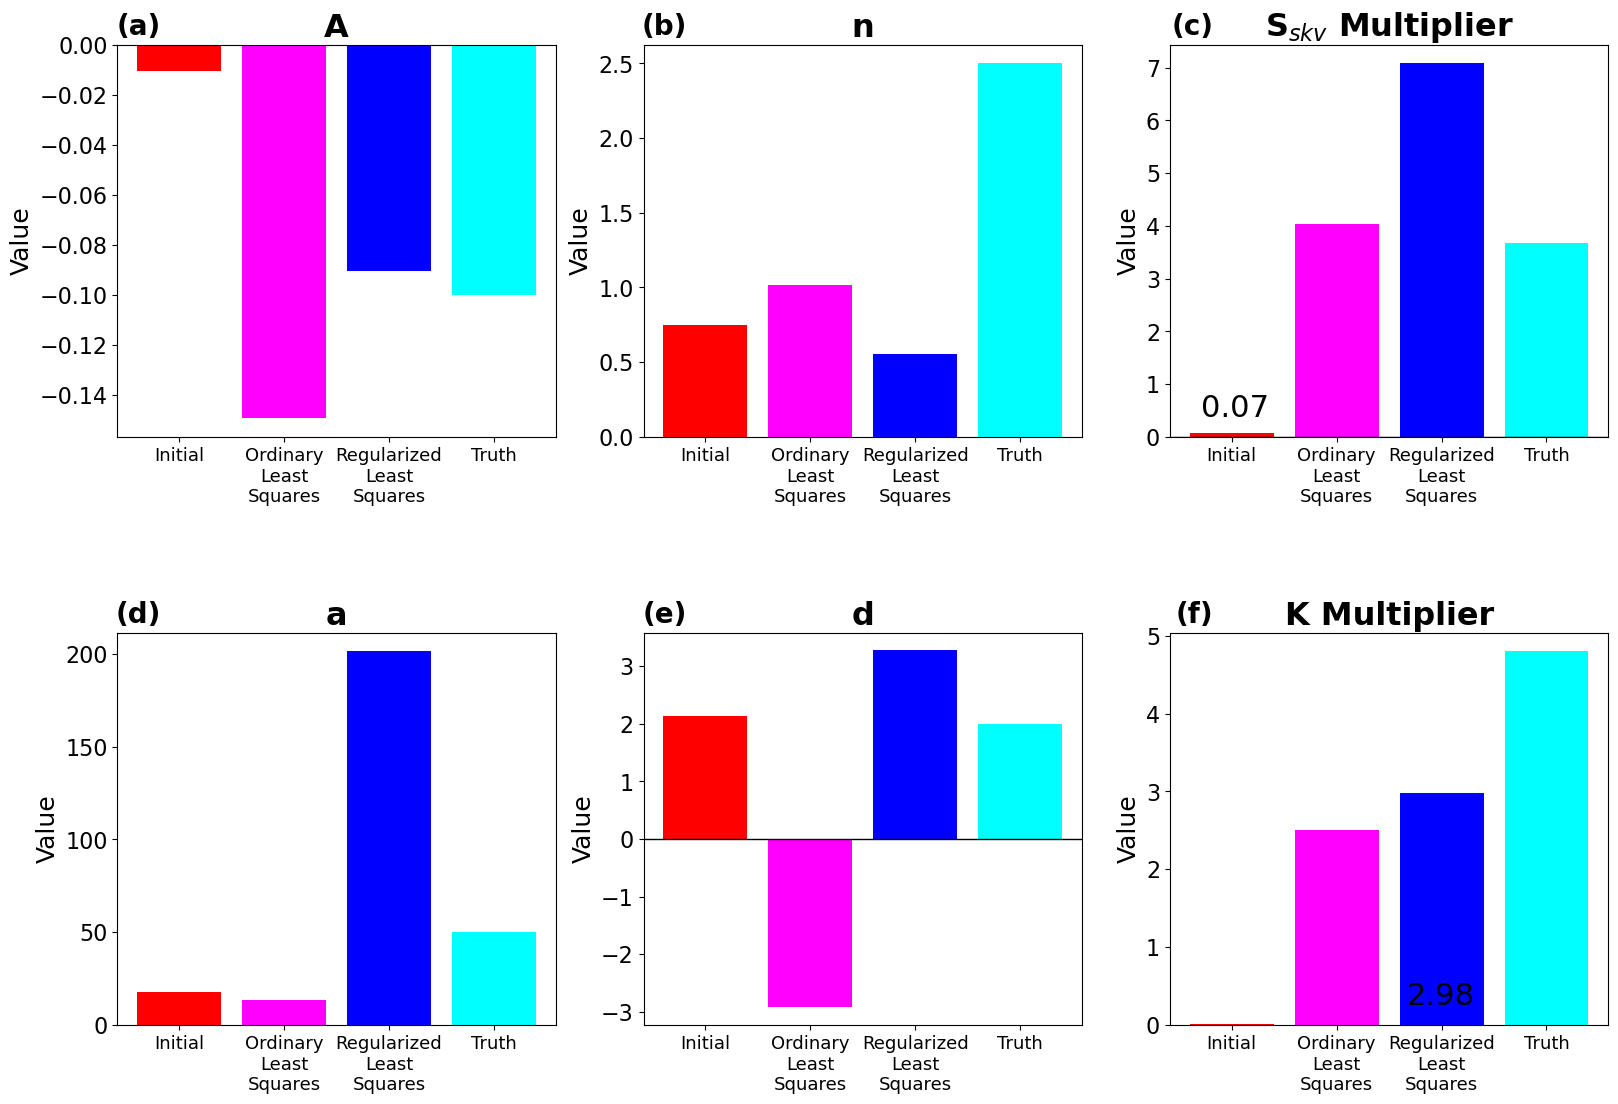 (a) A
0.00
−0.02
−0.04
−0.06
−0.08
−0.10
−0.12
−0.14
Value
Initial
Ordinary
Least
Squares
Regularized
Least
Squares
Truth
(b) n
2.5
2.0
1.5
1.0
0.5
0.0
Value
Initial
Ordinary
Least
Squares
Regularized
Least
Squares
Truth
(c) S_skv Multiplier
7
6
5
4
3
2
1
0
Value
0.07
Initial
Ordinary
Least
Squares
Regularized
Least
Squares
Truth
(d) a
200
150
100
50
0
Value
Initial
Ordinary
Least
Squares
Regularized
Least
Squares
Truth
(e) d
3
2
1
0
−1
−2
−3
Value
Initial
Ordinary
Least
Squares
Regularized
Least
Squares
Truth
(f) K Multiplier
5
4
3
2
1
0
Value
2.98
Initial
Ordinary
Least
Squares
Regularized
Least
Squares
Truth